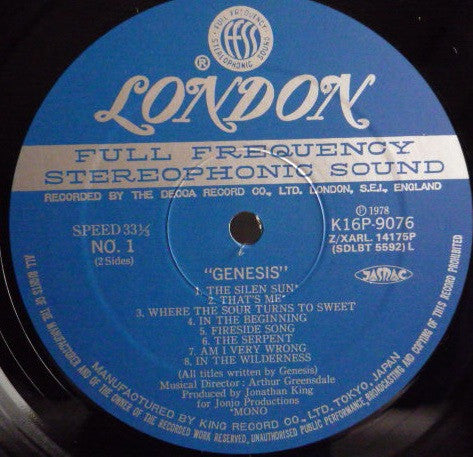 FULL FREQUENCY
ffss
STEREOPHONIC SOUND
®
LONDON
FULL FREQUENCY
STEREOPHONIC SOUND
RECORDED BY THE DECCA RECORD CO., LTD. LONDON, S.E.I., ENGLAND
SPEED 33⅓
NO. 1
(2 Sides)
℗ 1978
K16P-9076
Z/XARL. 14175P
(SDLBT 5592) L
JASRAC
"GENESIS"
1. THE SILEN SUN*
2. THAT'S ME*
3. WHERE THE SOUR TURNS TO SWEET
4. IN THE BEGINNING
5. FIRESIDE SONG
6. THE SERPENT
7. AM I VERY WRONG
8. IN THE WILDERNESS
(All titles written by Genesis)
Musical Director : Arthur Greensdale
Produced by Jonathan King
for Jonjo Productions
*MONO
MANUFACTURED BY KING RECORD CO., LTD. TOKYO, JAPAN
ALL RIGHTS OF THE MANUFACTURER AND OF THE OWNER OF THE RECORDED WORK RESERVED, UNAUTHORISED PUBLIC PERFORMANCE, BROADCASTING AND COPYING OF THIS RECORD PROHIBITED